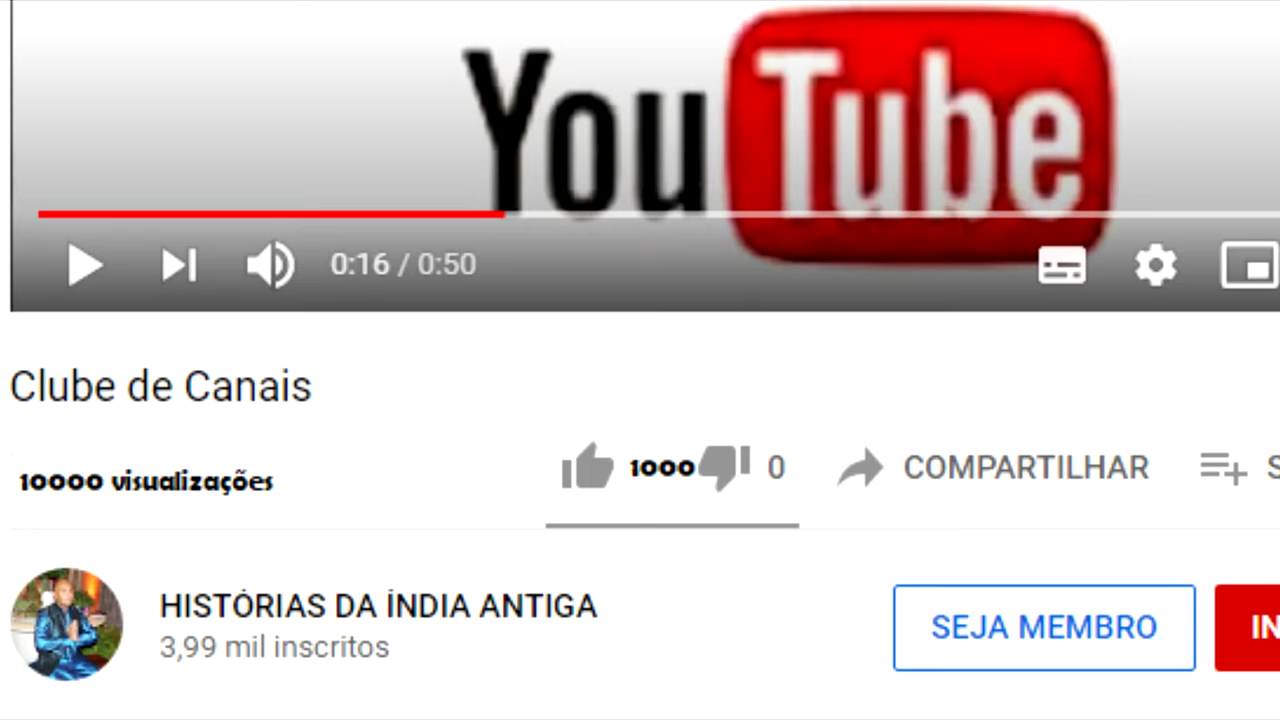 YouTube
0:16 / 0:50
Clube de Canais
10000 visualizações
1000 0 COMPARTILHAR S
HISTÓRIAS DA ÍNDIA ANTIGA
3,99 mil inscritos
SEJA MEMBRO
IN